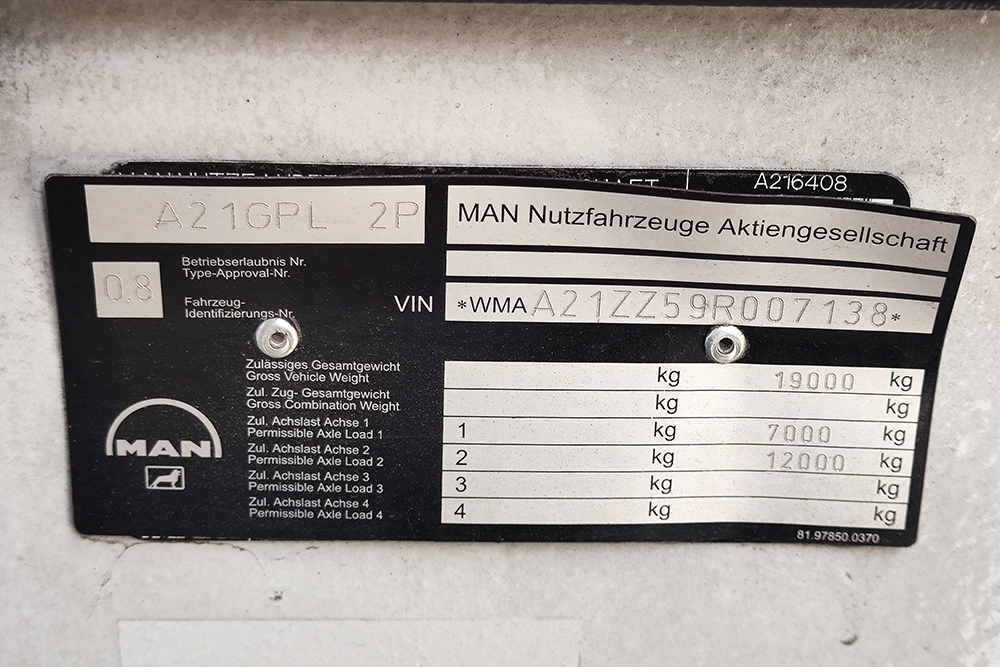 A216408
A21GPL 2P
MAN Nutzfahrzeuge Aktiengesellschaft
Betriebserlaubnis Nr.
Type-Approval-Nr.
0.8
Fahrzeug-
Identifizierungs-Nr.
VIN *WMAA21ZZ59R007138*
Zulässiges Gesamtgewicht
Gross Vehicle Weight
kg 19000 kg
Zul. Zug- Gesamtgewicht
Gross Combination Weight
kg kg
Zul. Achslast Achse 1
Permissible Axle Load 1
1 kg 7000 kg
Zul. Achslast Achse 2
Permissible Axle Load 2
2 kg 12000 kg
Zul. Achslast Achse 3
Permissible Axle Load 3
3 kg kg
Zul. Achslast Achse 4
Permissible Axle Load 4
4 kg kg
MAN
81.97850.0370